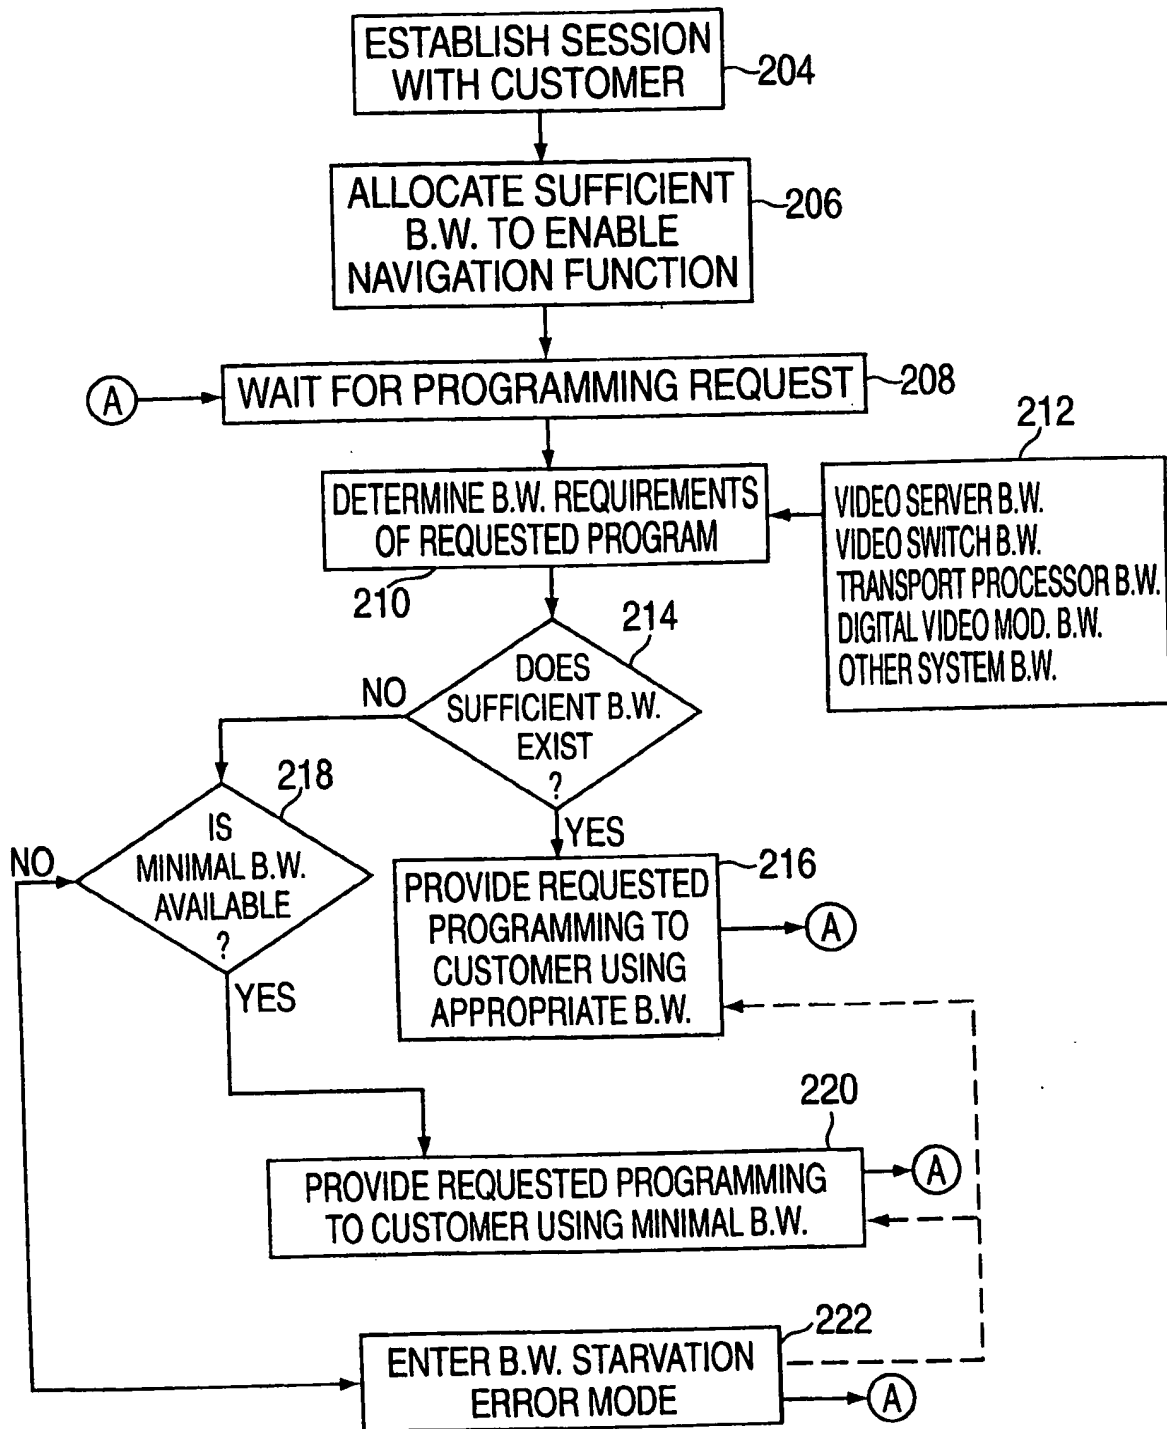 ESTABLISH SESSION
WITH CUSTOMER
204
ALLOCATE SUFFICIENT
B.W. TO ENABLE
NAVIGATION FUNCTION
206
A
WAIT FOR PROGRAMMING REQUEST
208
DETERMINE B.W. REQUIREMENTS
OF REQUESTED PROGRAM
210
212
VIDEO SERVER B.W.
VIDEO SWITCH B.W.
TRANSPORT PROCESSOR B.W.
DIGITAL VIDEO MOD. B.W.
OTHER SYSTEM B.W.
214
DOES
SUFFICIENT B.W.
EXIST
?
NO
YES
218
IS
MINIMAL B.W.
AVAILABLE
?
NO
YES
216
PROVIDE REQUESTED
PROGRAMMING TO
CUSTOMER USING
APPROPRIATE B.W.
A
220
PROVIDE REQUESTED PROGRAMMING
TO CUSTOMER USING MINIMAL B.W.
A
222
ENTER B.W. STARVATION
ERROR MODE
A